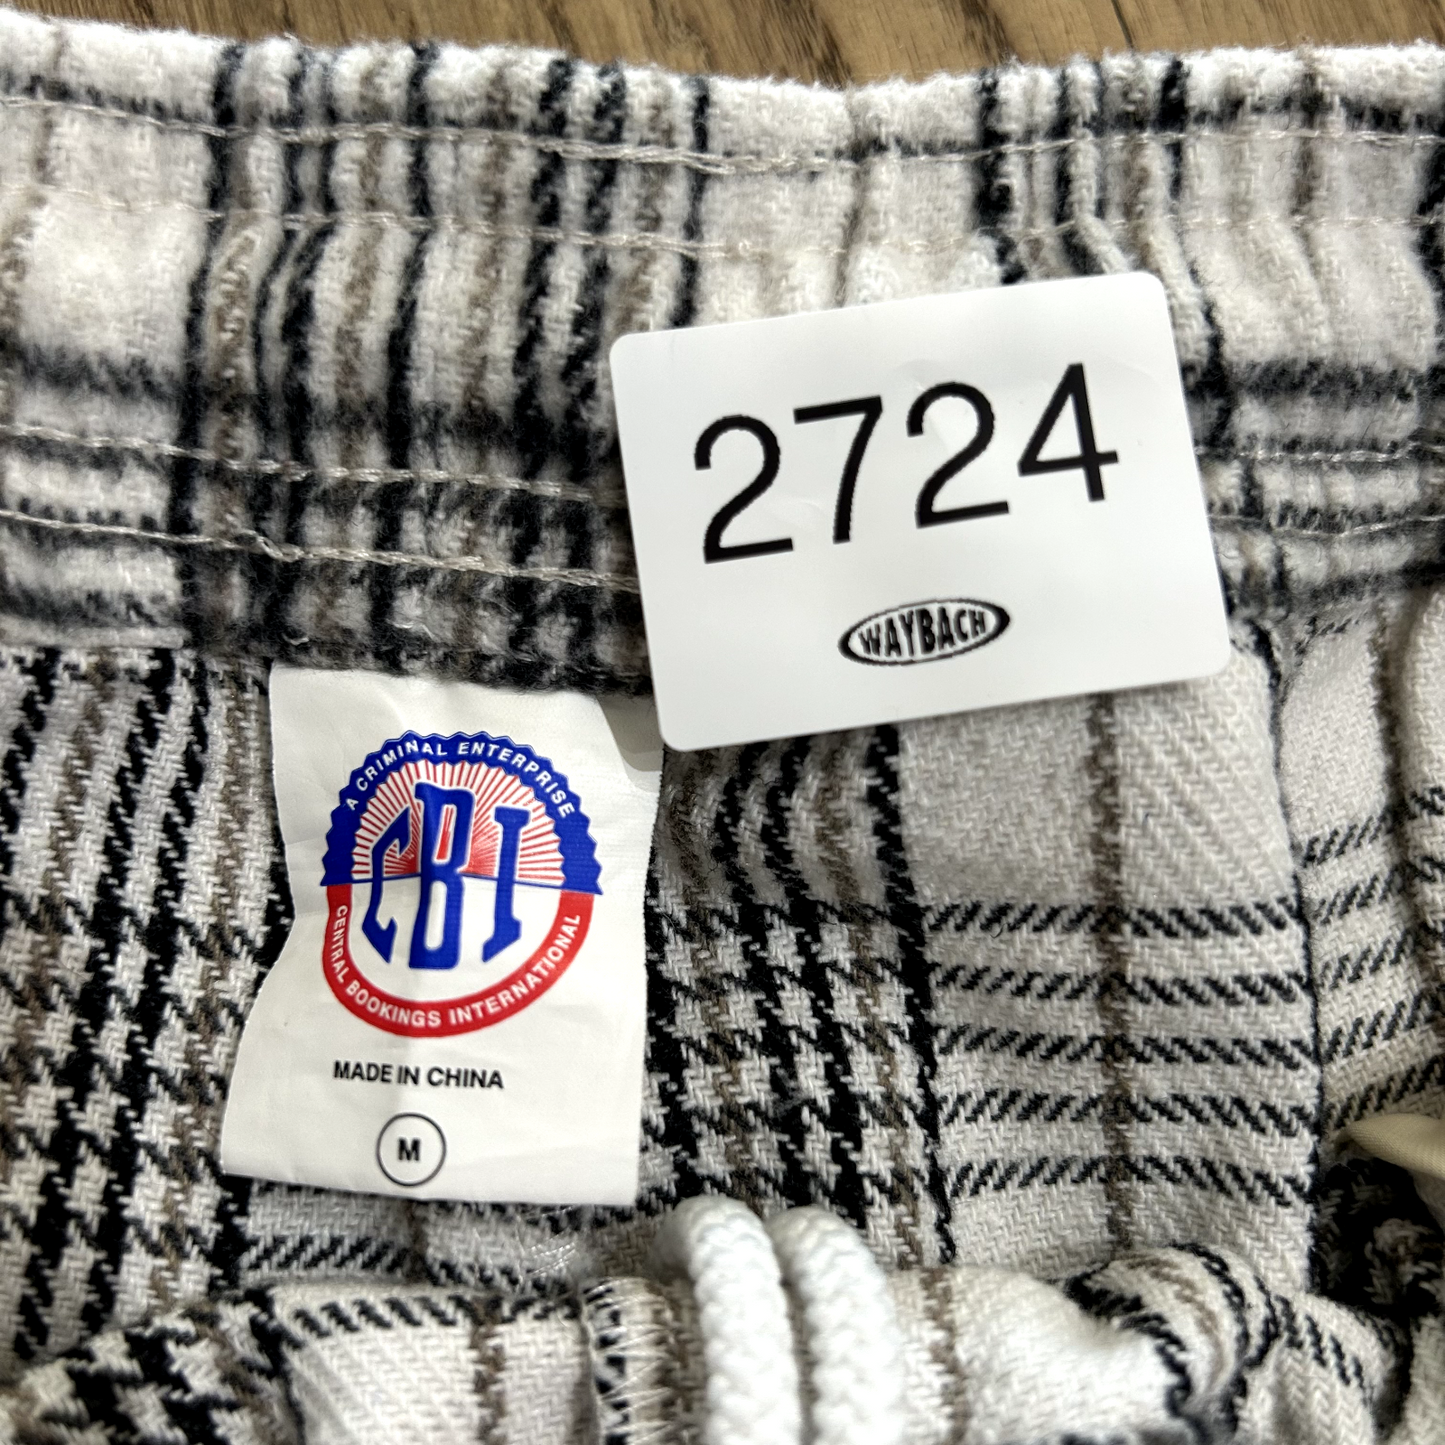 2724
WAYBACH
A CRIMINAL ENTERPRISE
CBI
CENTRAL BOOKINGS INTERNATIONAL
MADE IN CHINA
M